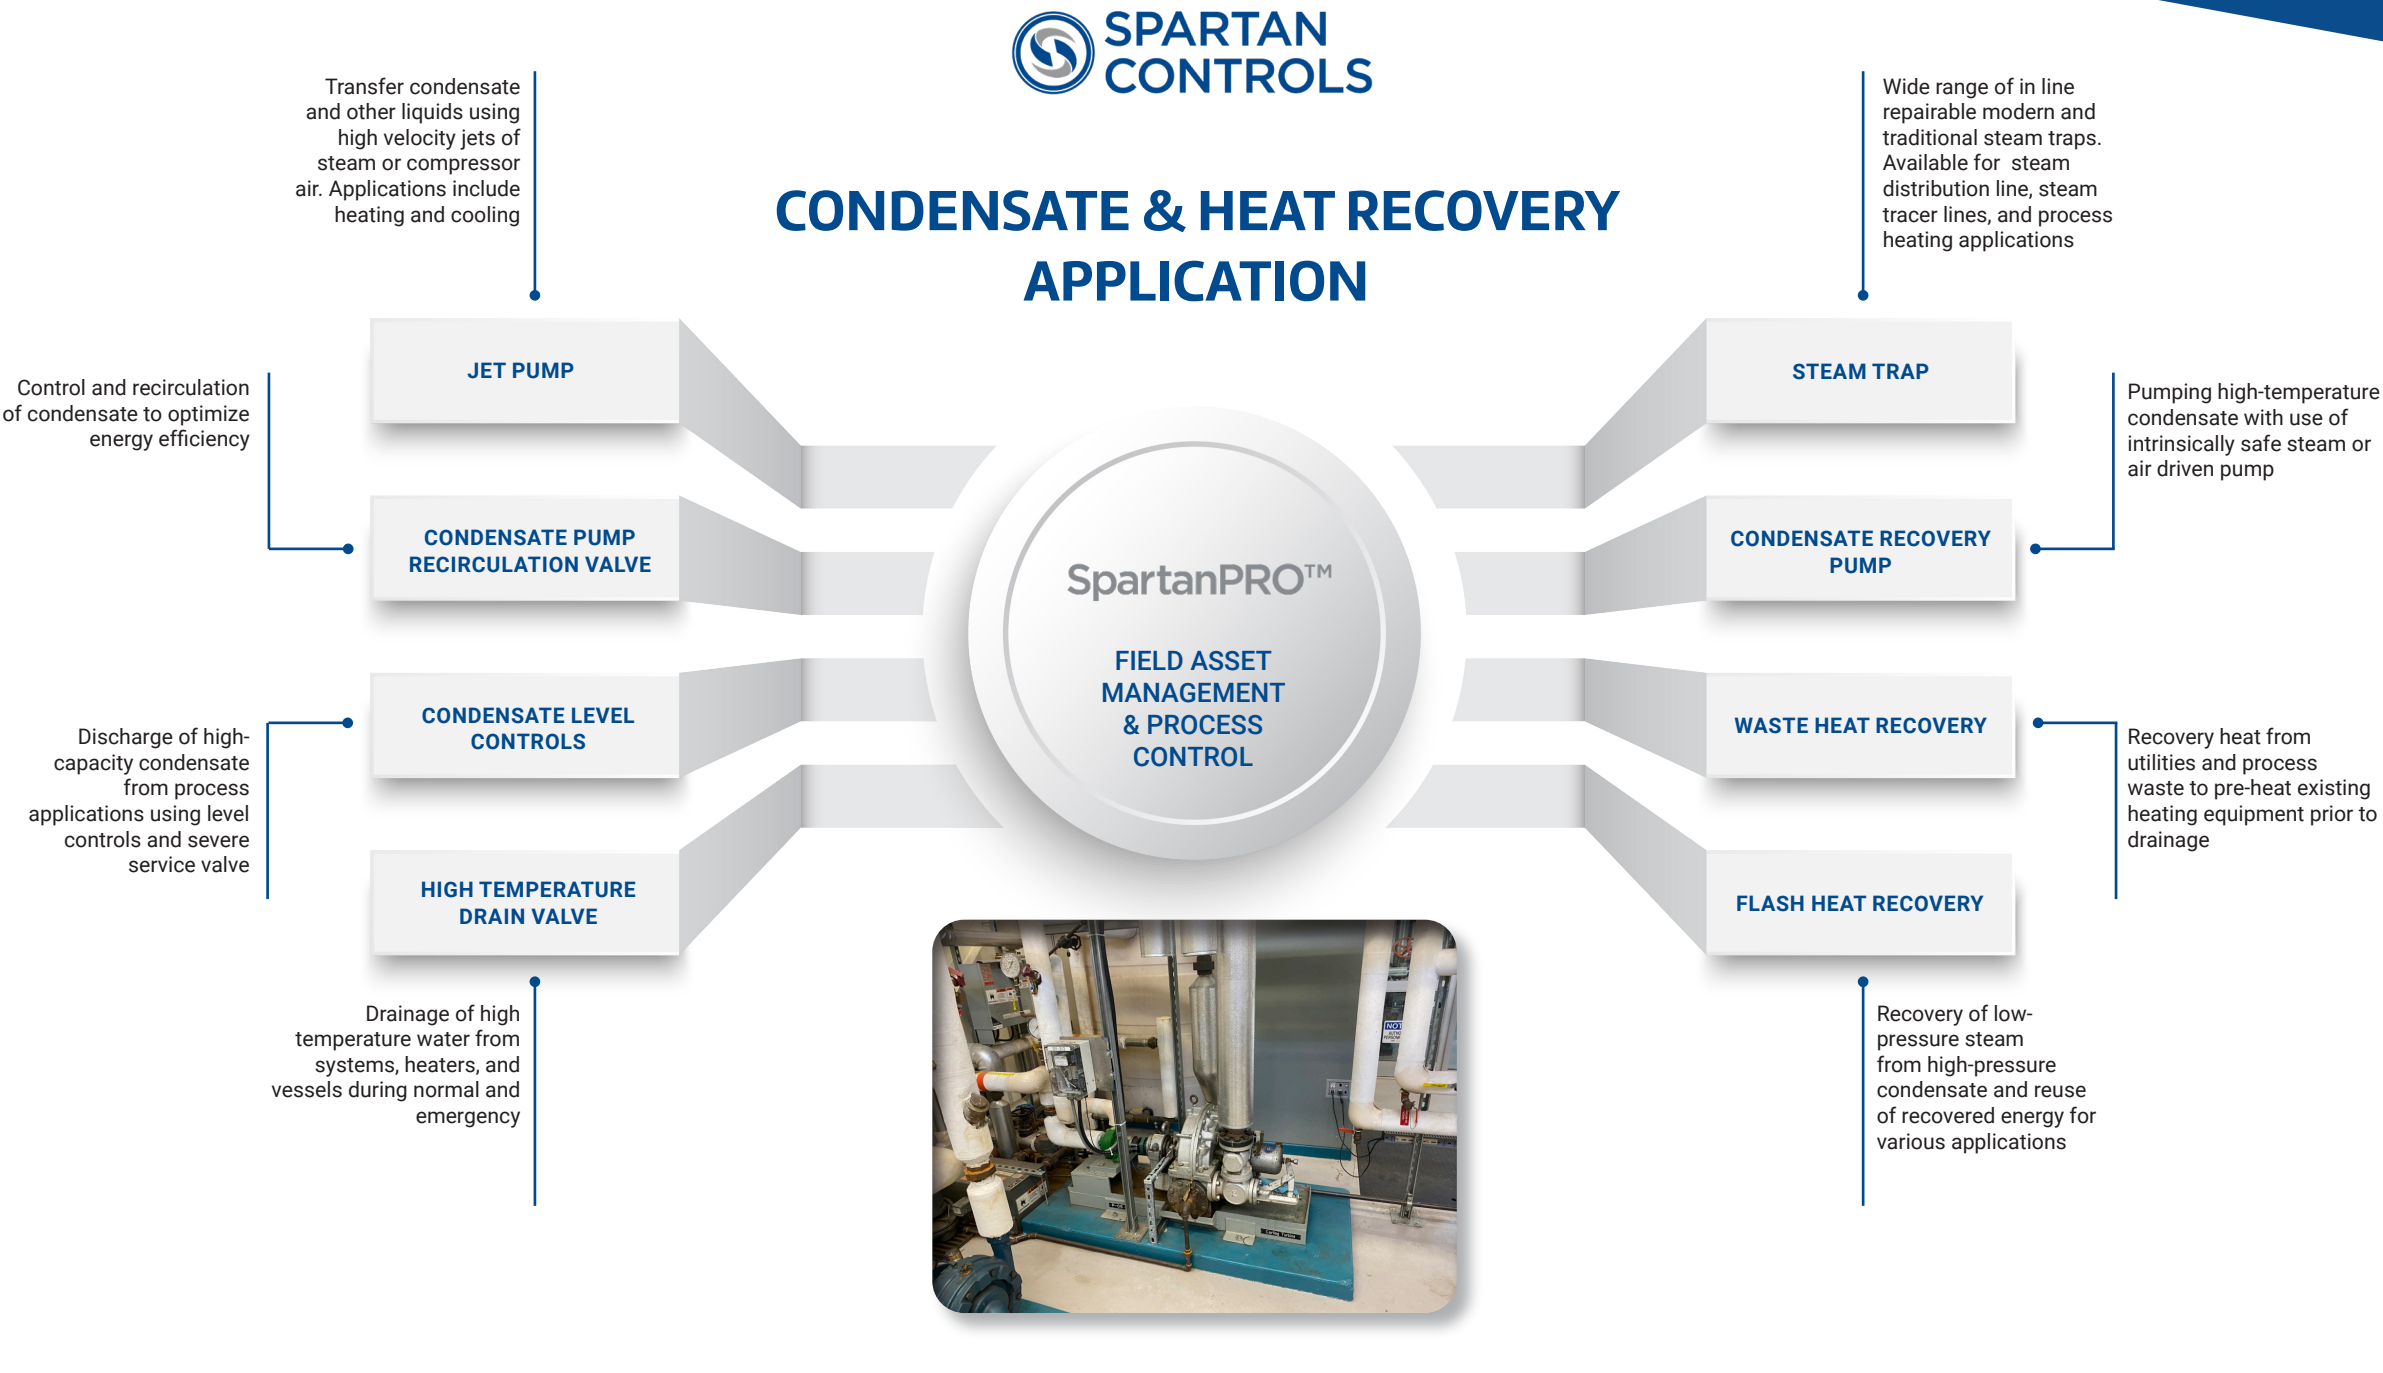 SPARTAN
CONTROLS
CONDENSATE & HEAT RECOVERY
APPLICATION
Transfer condensate
and other liquids using
high velocity jets of
steam or compressor
air. Applications include
heating and cooling
JET PUMP
Control and recirculation
of condensate to optimize
energy efficiency
CONDENSATE PUMP
RECIRCULATION VALVE
Discharge of high-
capacity condensate
from process
applications using level
controls and severe
service valve
CONDENSATE LEVEL
CONTROLS
HIGH TEMPERATURE
DRAIN VALVE
Drainage of high
temperature water from
systems, heaters, and
vessels during normal and
emergency
SpartanPRO™
FIELD ASSET
MANAGEMENT
& PROCESS
CONTROL
Wide range of in line
repairable modern and
traditional steam traps.
Available for  steam
distribution line, steam
tracer lines, and process
heating applications
STEAM TRAP
Pumping high-temperature
condensate with use of
intrinsically safe steam or
air driven pump
CONDENSATE RECOVERY
PUMP
WASTE HEAT RECOVERY
Recovery heat from
utilities and process
waste to pre-heat existing
heating equipment prior to
drainage
FLASH HEAT RECOVERY
Recovery of low-
pressure steam
from high-pressure
condensate and reuse
of recovered energy for
various applications